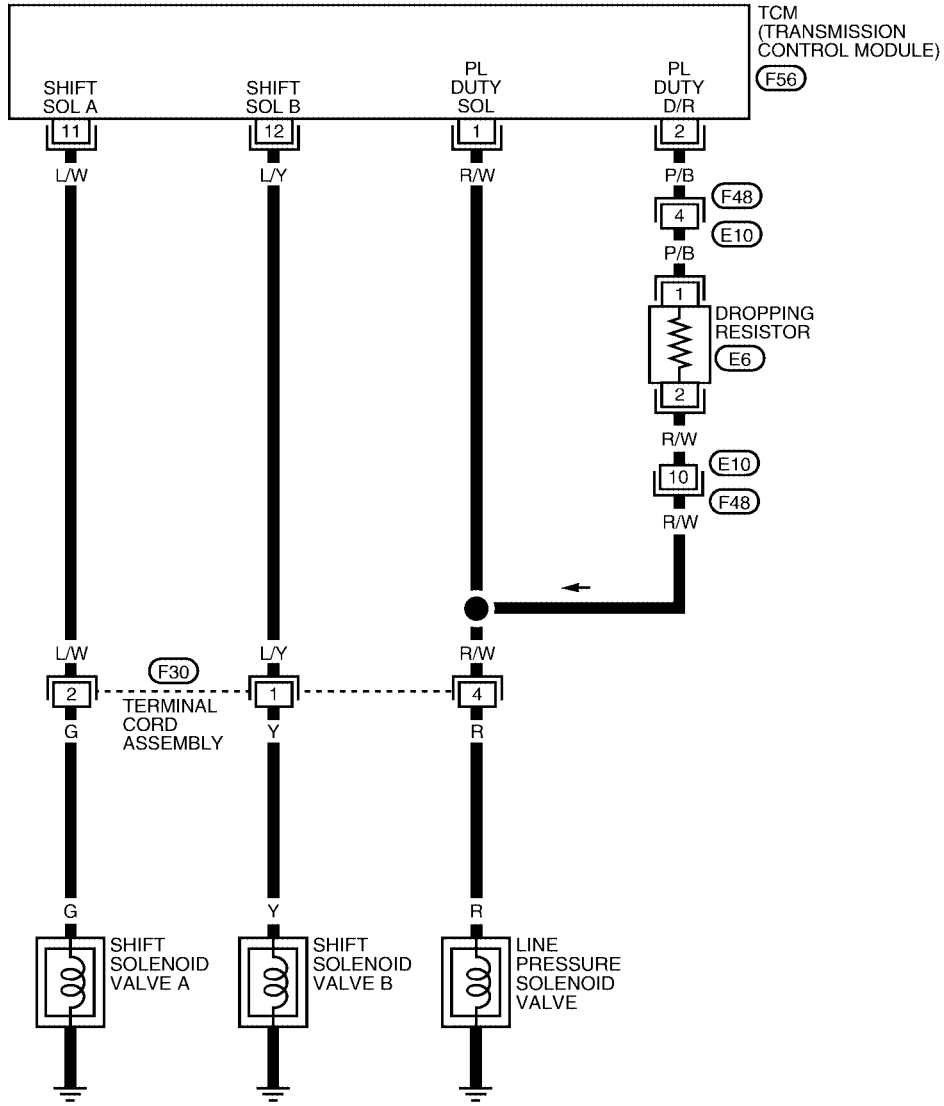 TCM
(TRANSMISSION
CONTROL MODULE)
F56
SHIFT
SOL A
SHIFT
SOL B
PL
DUTY
SOL
PL
DUTY
D/R
11
12
1
2
L/W
L/Y
R/W
P/B
F48
4
E10
P/B
1
DROPPING
RESISTOR
E6
2
R/W
E10
10
F48
R/W
L/W
L/Y
R/W
F30
2
1
4
TERMINAL
CORD
ASSEMBLY
G
Y
R
G
Y
R
SHIFT
SOLENOID
VALVE A
SHIFT
SOLENOID
VALVE B
LINE
PRESSURE
SOLENOID
VALVE